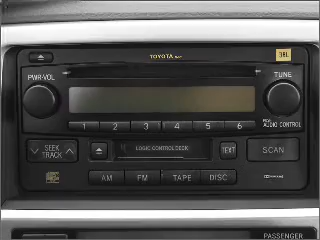 TOYOTA
JBL
PWR·VOL
TUNE
1 2 3 4 5 6
AUDIO CONTROL
SEEK
TRACK
LOGIC CONTROL DECK
TEXT
SCAN
AM FM TAPE DISC
PASSENGER